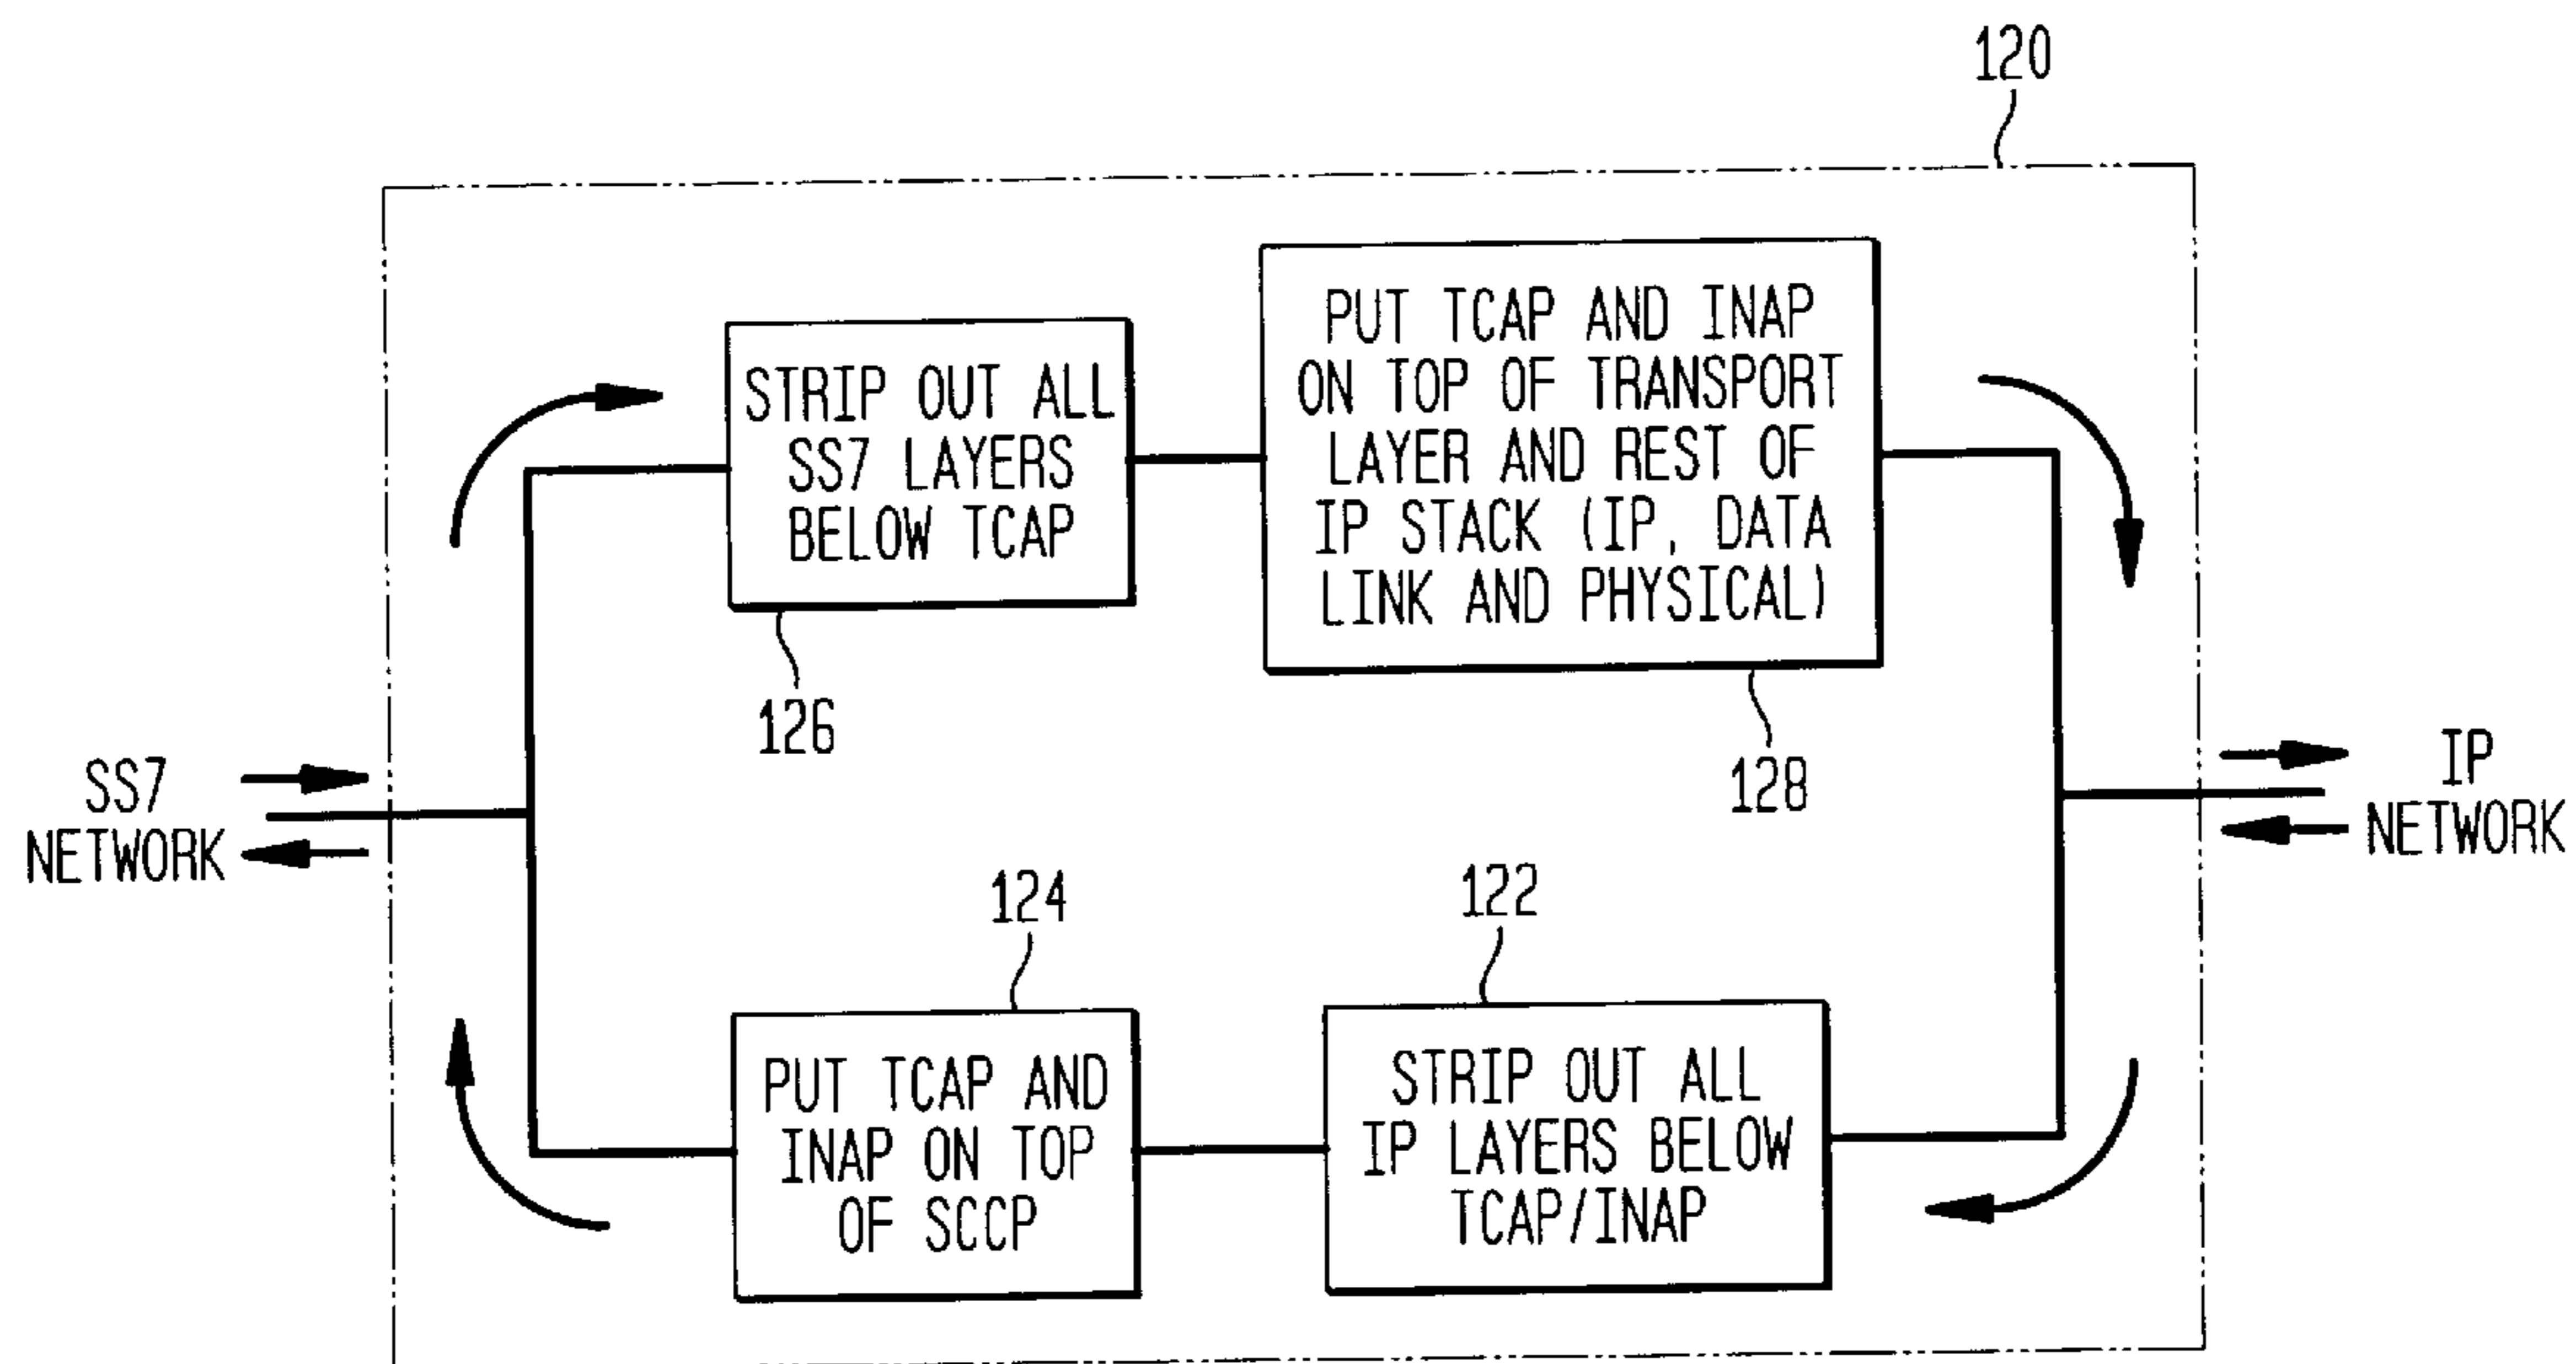 120
STRIP OUT ALL
SS7 LAYERS
BELOW TCAP
126
PUT TCAP AND INAP
ON TOP OF TRANSPORT
LAYER AND REST OF
IP STACK (IP, DATA
LINK AND PHYSICAL)
128
SS7
NETWORK
IP
NETWORK
124
PUT TCAP AND
INAP ON TOP
OF SCCP
122
STRIP OUT ALL
IP LAYERS BELOW
TCAP/INAP